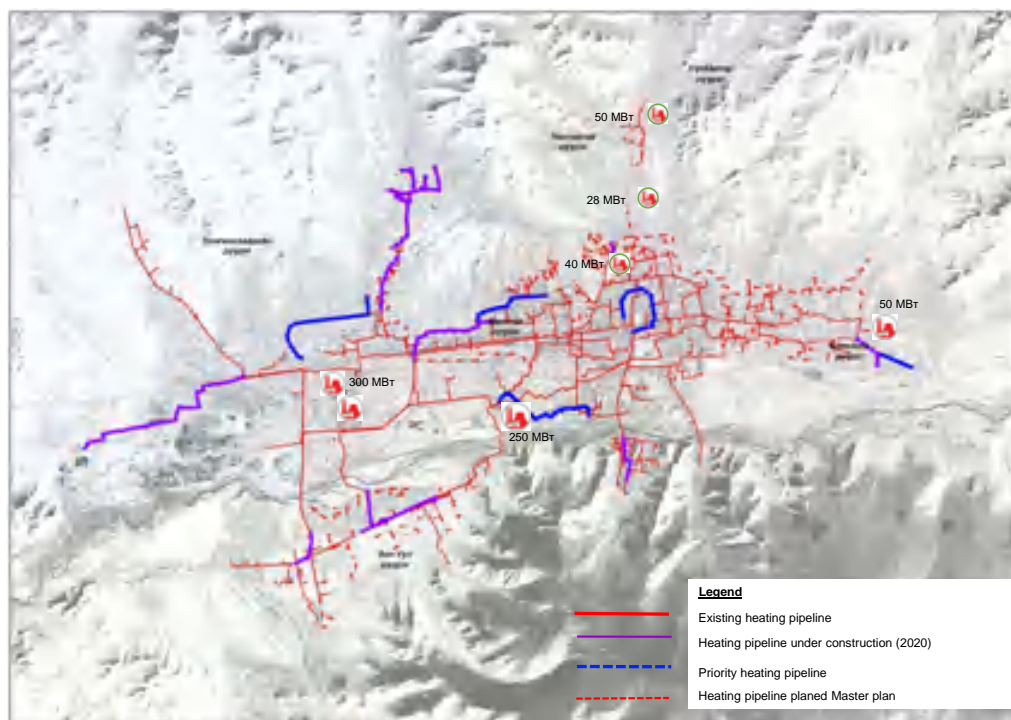 50 МВт
28 МВт
40 МВт
50 МВт
300 МВт
250 МВт
Legend
Existing heating pipeline
Heating pipeline under construction (2020)
Priority heating pipeline
Heating pipeline planed Master plan